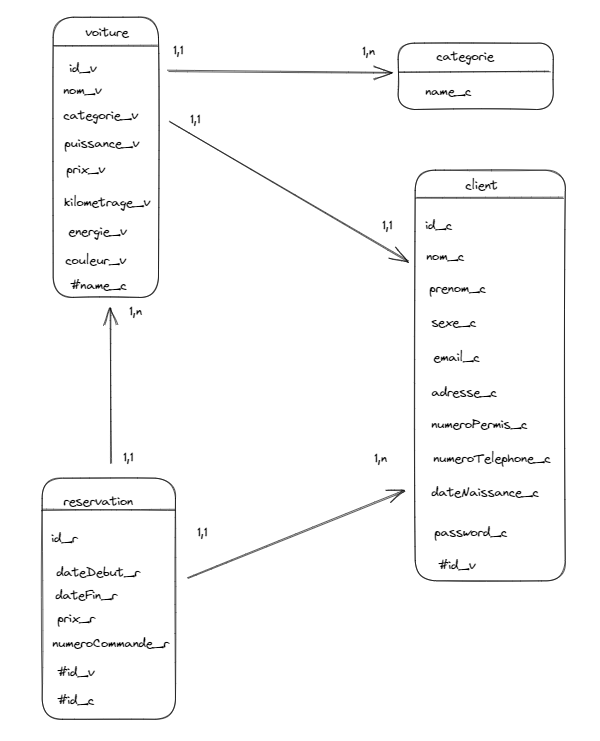 voiture
id_v
nom_v
categorie_v
puissance_v
prix_v
kilometrage_v
energie_v
couleur_v
#name_c
1,1
1,n
categorie
name_c
1,1
1,1
client
id_c
nom_c
prenom_c
sexe_c
email_c
adresse_c
numeroPermis_c
numeroTelephone_c
dateNaissance_c
password_c
#id_v
1,n
1,1
1,n
1,1
reservation
id_r
dateDebut_r
dateFin_r
prix_r
numeroCommande_r
#id_v
#id_c